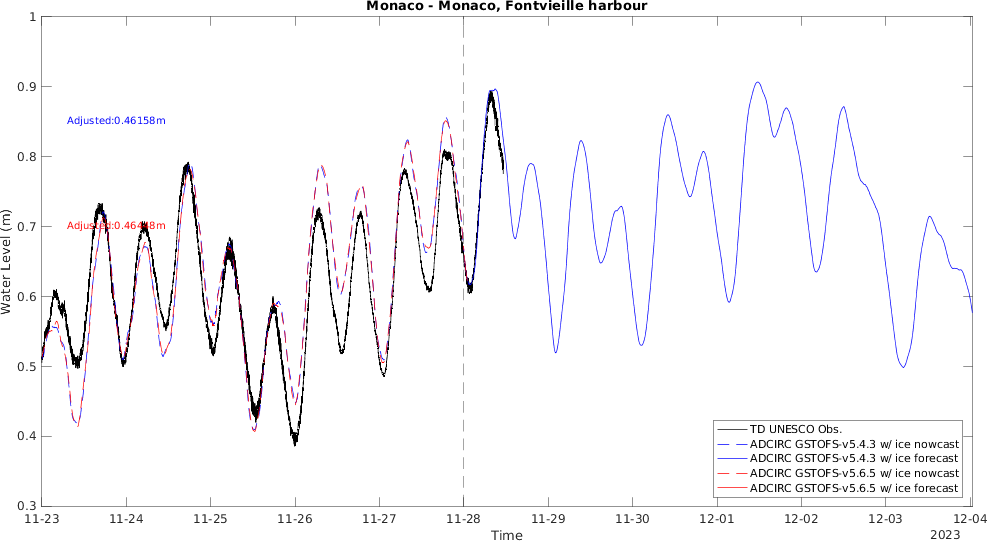 Monaco - Monaco, Fontvieille harbour
Water Level (m)
1
0.9
0.8
0.7
0.6
0.5
0.4
0.3
Adjusted:0.46158m
TD UNESCO Obs.
ADCIRC GSTOFS-v5.4.3 w/ ice nowcast
ADCIRC GSTOFS-v5.4.3 w/ ice forecast
ADCIRC GSTOFS-v5.6.5 w/ ice nowcast
ADCIRC GSTOFS-v5.6.5 w/ ice forecast
11-23 11-24 11-25 11-26 11-27 11-28 11-29 11-30 12-01 12-02 12-03 12-04
Time
2023